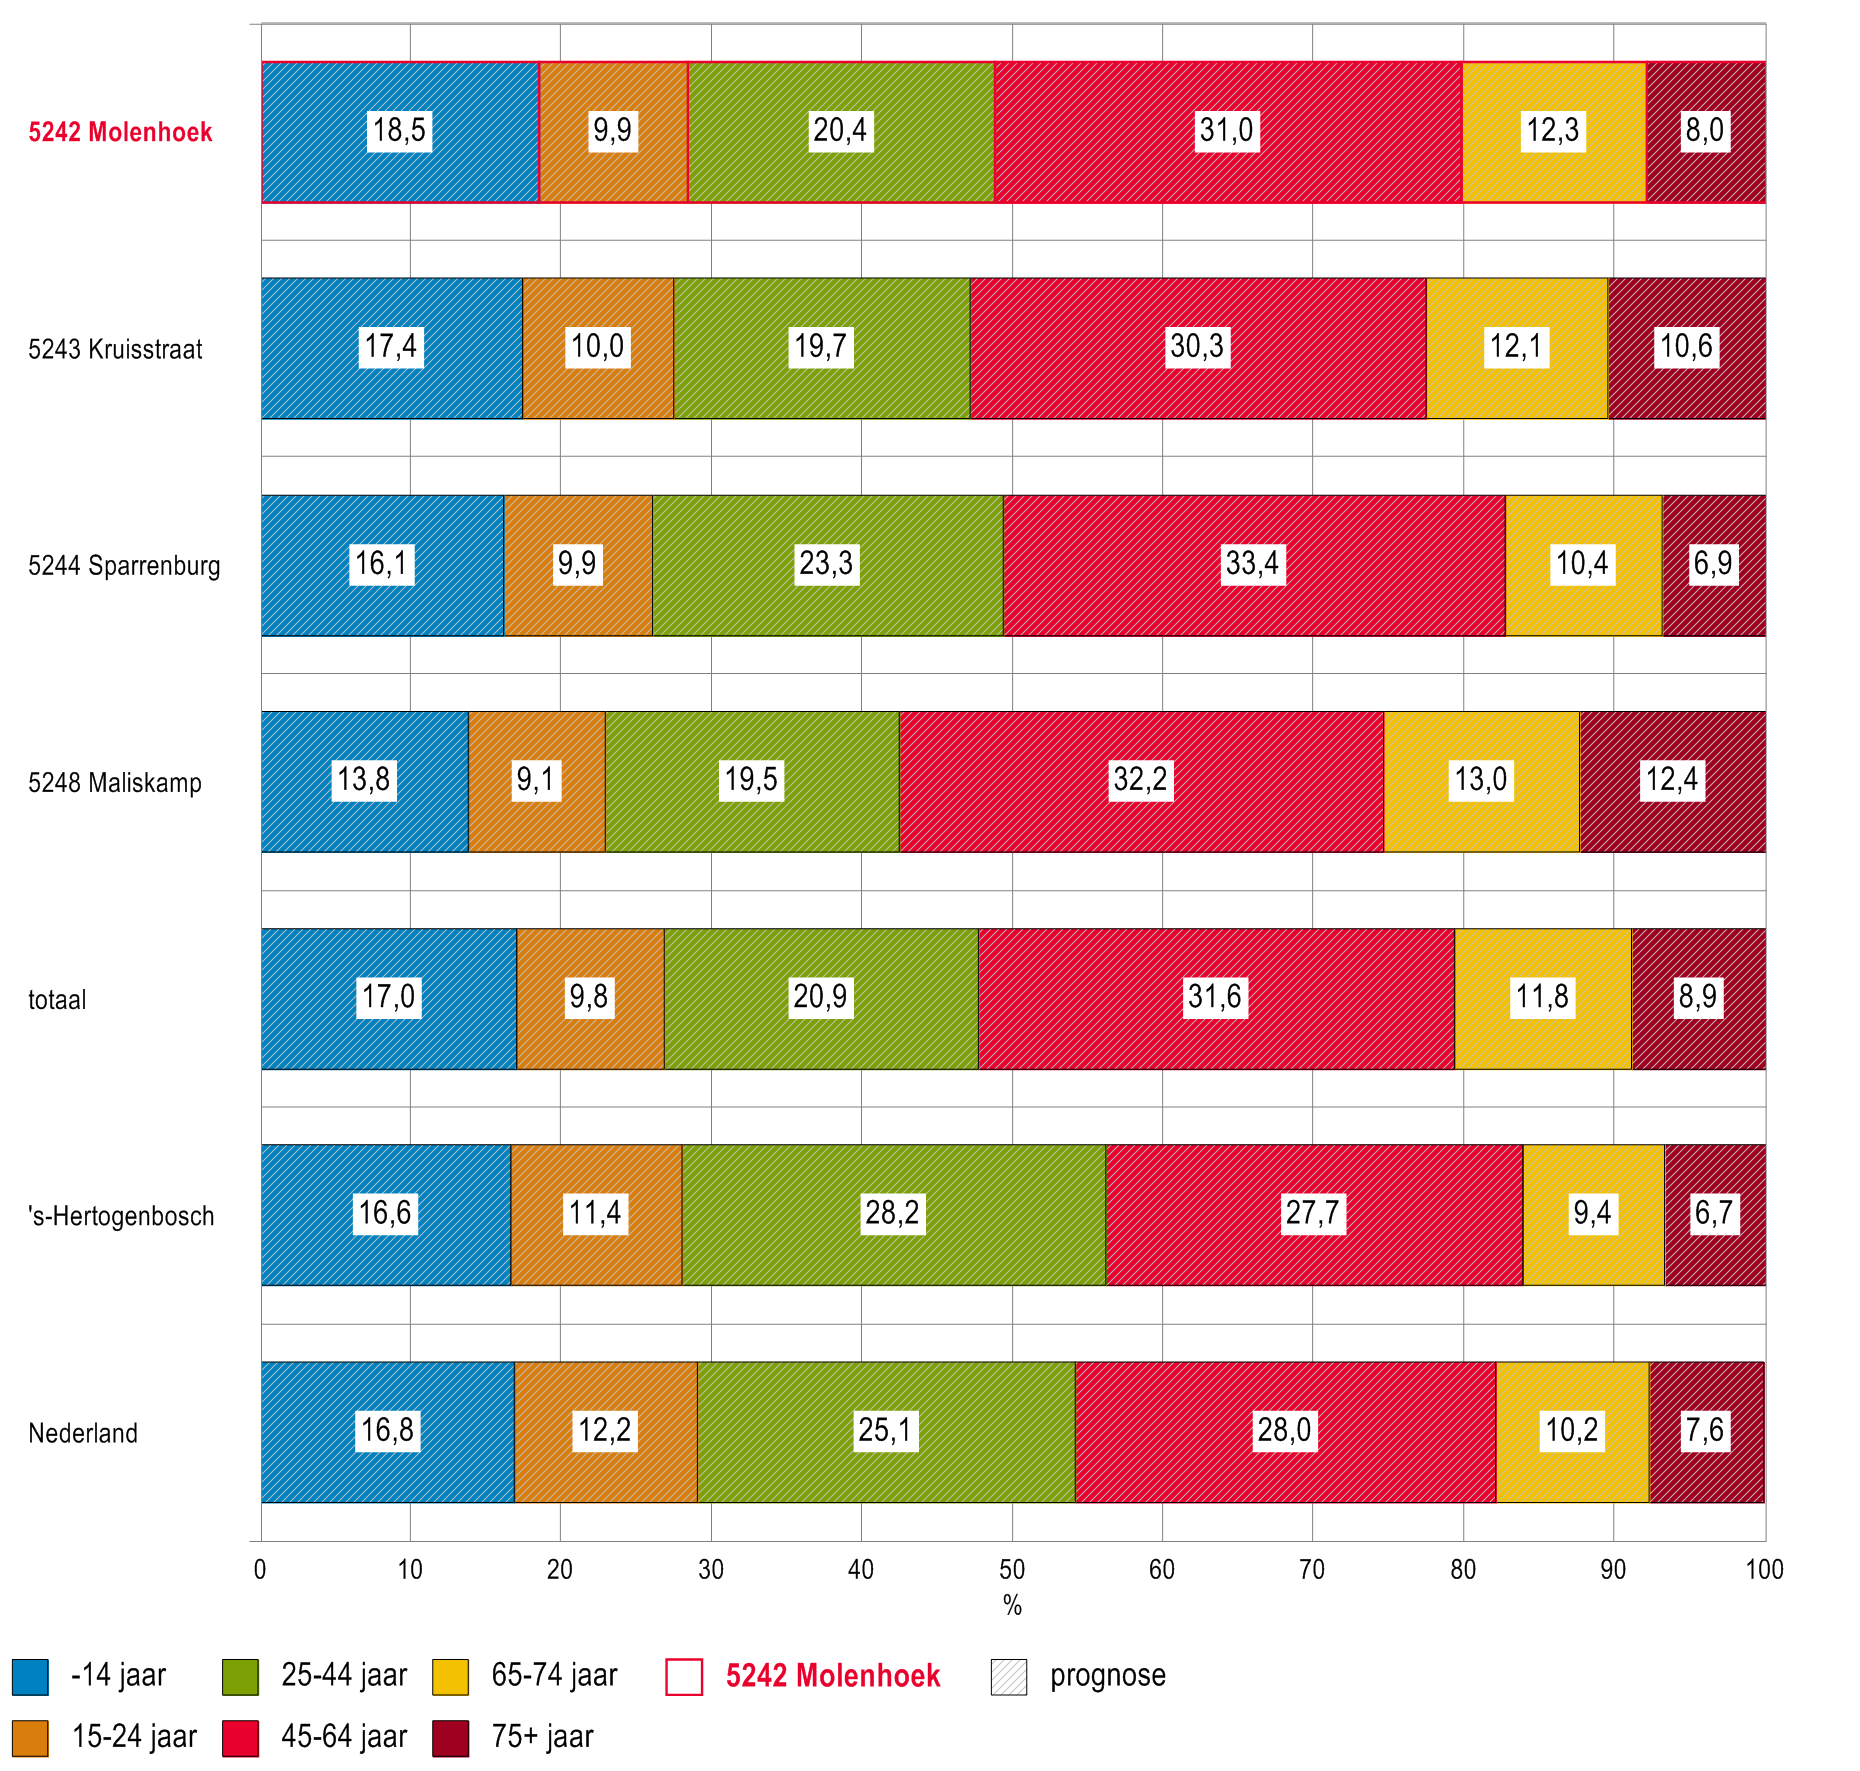 5242 Molenhoek 18,5 9,9 20,4 31,0 12,3 8,0
5243 Kruisstraat 17,4 10,0 19,7 30,3 12,1 10,6
5244 Sparrenburg 16,1 9,9 23,3 33,4 10,4 6,9
5248 Maliskamp 13,8 9,1 19,5 32,2 13,0 12,4
totaal 17,0 9,8 20,9 31,6 11,8 8,9
's-Hertogenbosch 16,6 11,4 28,2 27,7 9,4 6,7
Nederland 16,8 12,2 25,1 28,0 10,2 7,6
0 10 20 30 40 50 60 70 80 90 100
%
-14 jaar 25-44 jaar 65-74 jaar 5242 Molenhoek prognose
15-24 jaar 45-64 jaar 75+ jaar